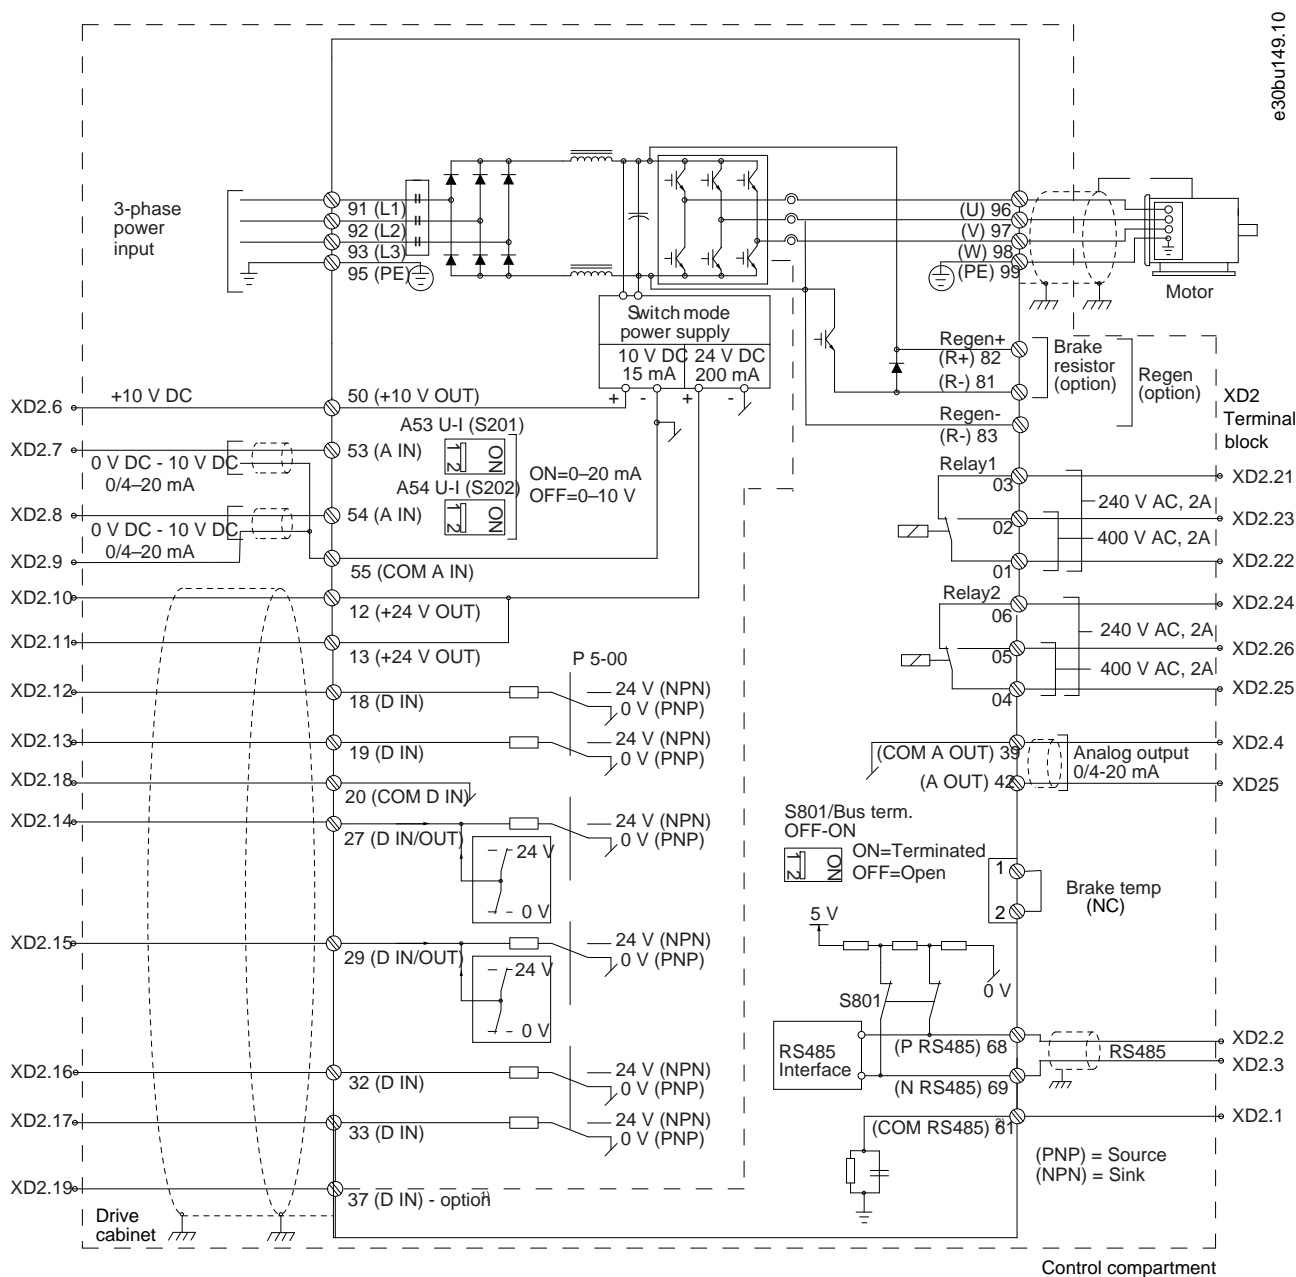 e30bu149.10
3-phase
power
input
91 (L1)
92 (L2)
93 (L3)
95 (PE)
(U) 96
(V) 97
(W) 98
(PE) 99
Motor
Switch mode
power supply
10 V DC
15 mA
24 V DC
200 mA
+ - + -
Regen+
(R+) 82
(R-) 81
Regen-
(R-) 83
Brake
resistor
(option)
Regen
(option)
XD2
Terminal
block
XD2.6
+10 V DC
50 (+10 V OUT)
A53 U-I (S201)
1 2
ON
XD2.7
53 (A IN)
0 V DC - 10 V DC
0/4–20 mA
ON=0–20 mA
OFF=0–10 V
A54 U-I (S202)
1 2
ON
XD2.8
54 (A IN)
0 V DC - 10 V DC
0/4–20 mA
XD2.9
55 (COM A IN)
XD2.10
12 (+24 V OUT)
XD2.11
13 (+24 V OUT)
P 5-00
XD2.12
18 (D IN)
24 V (NPN)
0 V (PNP)
XD2.13
19 (D IN)
24 V (NPN)
0 V (PNP)
XD2.18
20 (COM D IN)
XD2.14
27 (D IN/OUT)
24 V (NPN)
0 V (PNP)
24 V
0 V
XD2.15
29 (D IN/OUT)
24 V (NPN)
0 V (PNP)
24 V
0 V
XD2.16
32 (D IN)
24 V (NPN)
0 V (PNP)
XD2.17
33 (D IN)
24 V (NPN)
0 V (PNP)
XD2.19
37 (D IN) - option 1)
Drive
cabinet
Relay1
03
02
01
240 V AC, 2A
400 V AC, 2A
XD2.21
XD2.23
XD2.22
Relay2
06
05
04
240 V AC, 2A
400 V AC, 2A
XD2.24
XD2.26
XD2.25
(COM A OUT) 39
(A OUT) 42
Analog output
0/4-20 mA
XD2.4
XD25
S801/Bus term.
OFF-ON
1 2
ON
ON=Terminated
OFF=Open
1
2
Brake temp
(NC)
5 V
0 V
S801
RS485
Interface
(P RS485) 68
(N RS485) 69
RS485
XD2.2
XD2.3
(COM RS485) 61 2)
XD2.1
(PNP) = Source
(NPN) = Sink
Control compartment